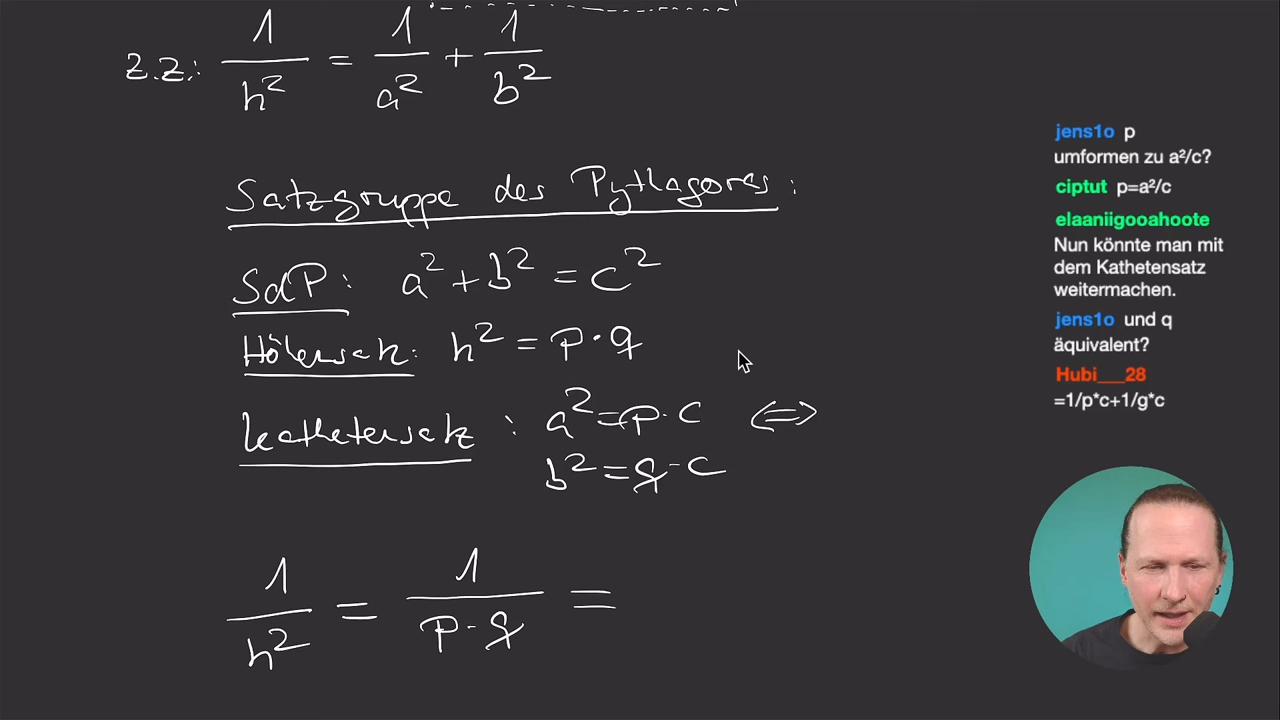 z.z.: 1/h² = 1/a² + 1/b²
Satzgruppe des Pythagoras:
SdP: a² + b² = c²
Höhensatz: h² = p · q
Kathetensatz: a² = p · c ⇔
b² = q · c
1/h² = 1/(p · q) =
jens1o p
umformen zu a²/c?
ciptut p=a²/c
elaaniigooahoote
Nun könnte man mit
dem Kathetensatz
weitermachen.
jens1o und q
äquivalent?
Hubi___28
=1/p*c+1/g*c